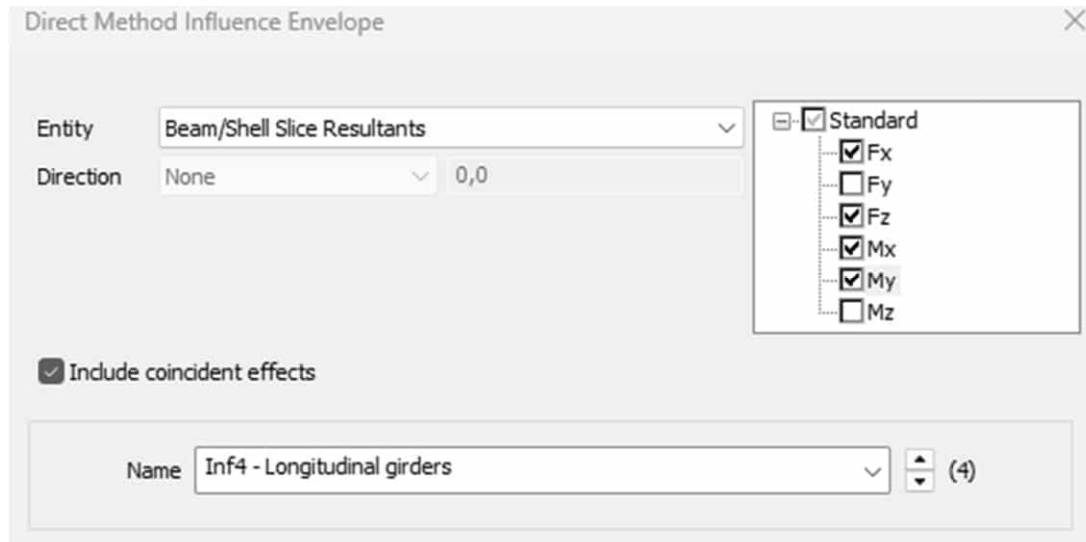 Direct Method Influence Envelope
Entity Beam/Shell Slice Resultants
Direction None 0,0
Standard
Fx
Fy
Fz
Mx
My
Mz
Include coincident effects
Name Inf4 - Longitudinal girders (4)